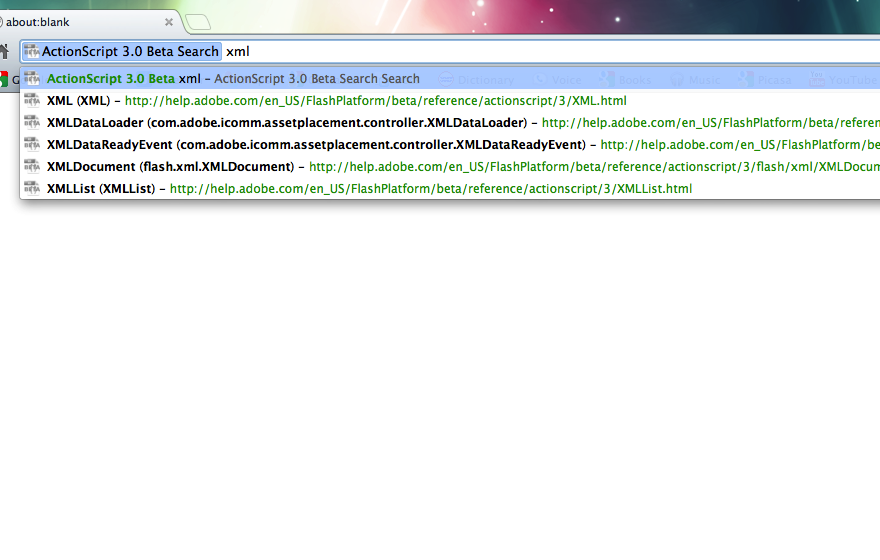 about:blank
ActionScript 3.0 Beta Search xml
ActionScript 3.0 Beta xml – ActionScript 3.0 Beta Search Search
XML (XML) – http://help.adobe.com/en_US/FlashPlatform/beta/reference/actionscript/3/XML.html
XMLDataLoader (com.adobe.icomm.assetplacement.controller.XMLDataLoader) – http://help.adobe.com/en_US/FlashPlatform/beta/referen
XMLDataReadyEvent (com.adobe.icomm.assetplacement.controller.XMLDataReadyEvent) – http://help.adobe.com/en_US/FlashPlatform/be
XMLDocument (flash.xml.XMLDocument) – http://help.adobe.com/en_US/FlashPlatform/beta/reference/actionscript/3/flash/xml/XMLDocum
XMLList (XMLList) – http://help.adobe.com/en_US/FlashPlatform/beta/reference/actionscript/3/XMLList.html